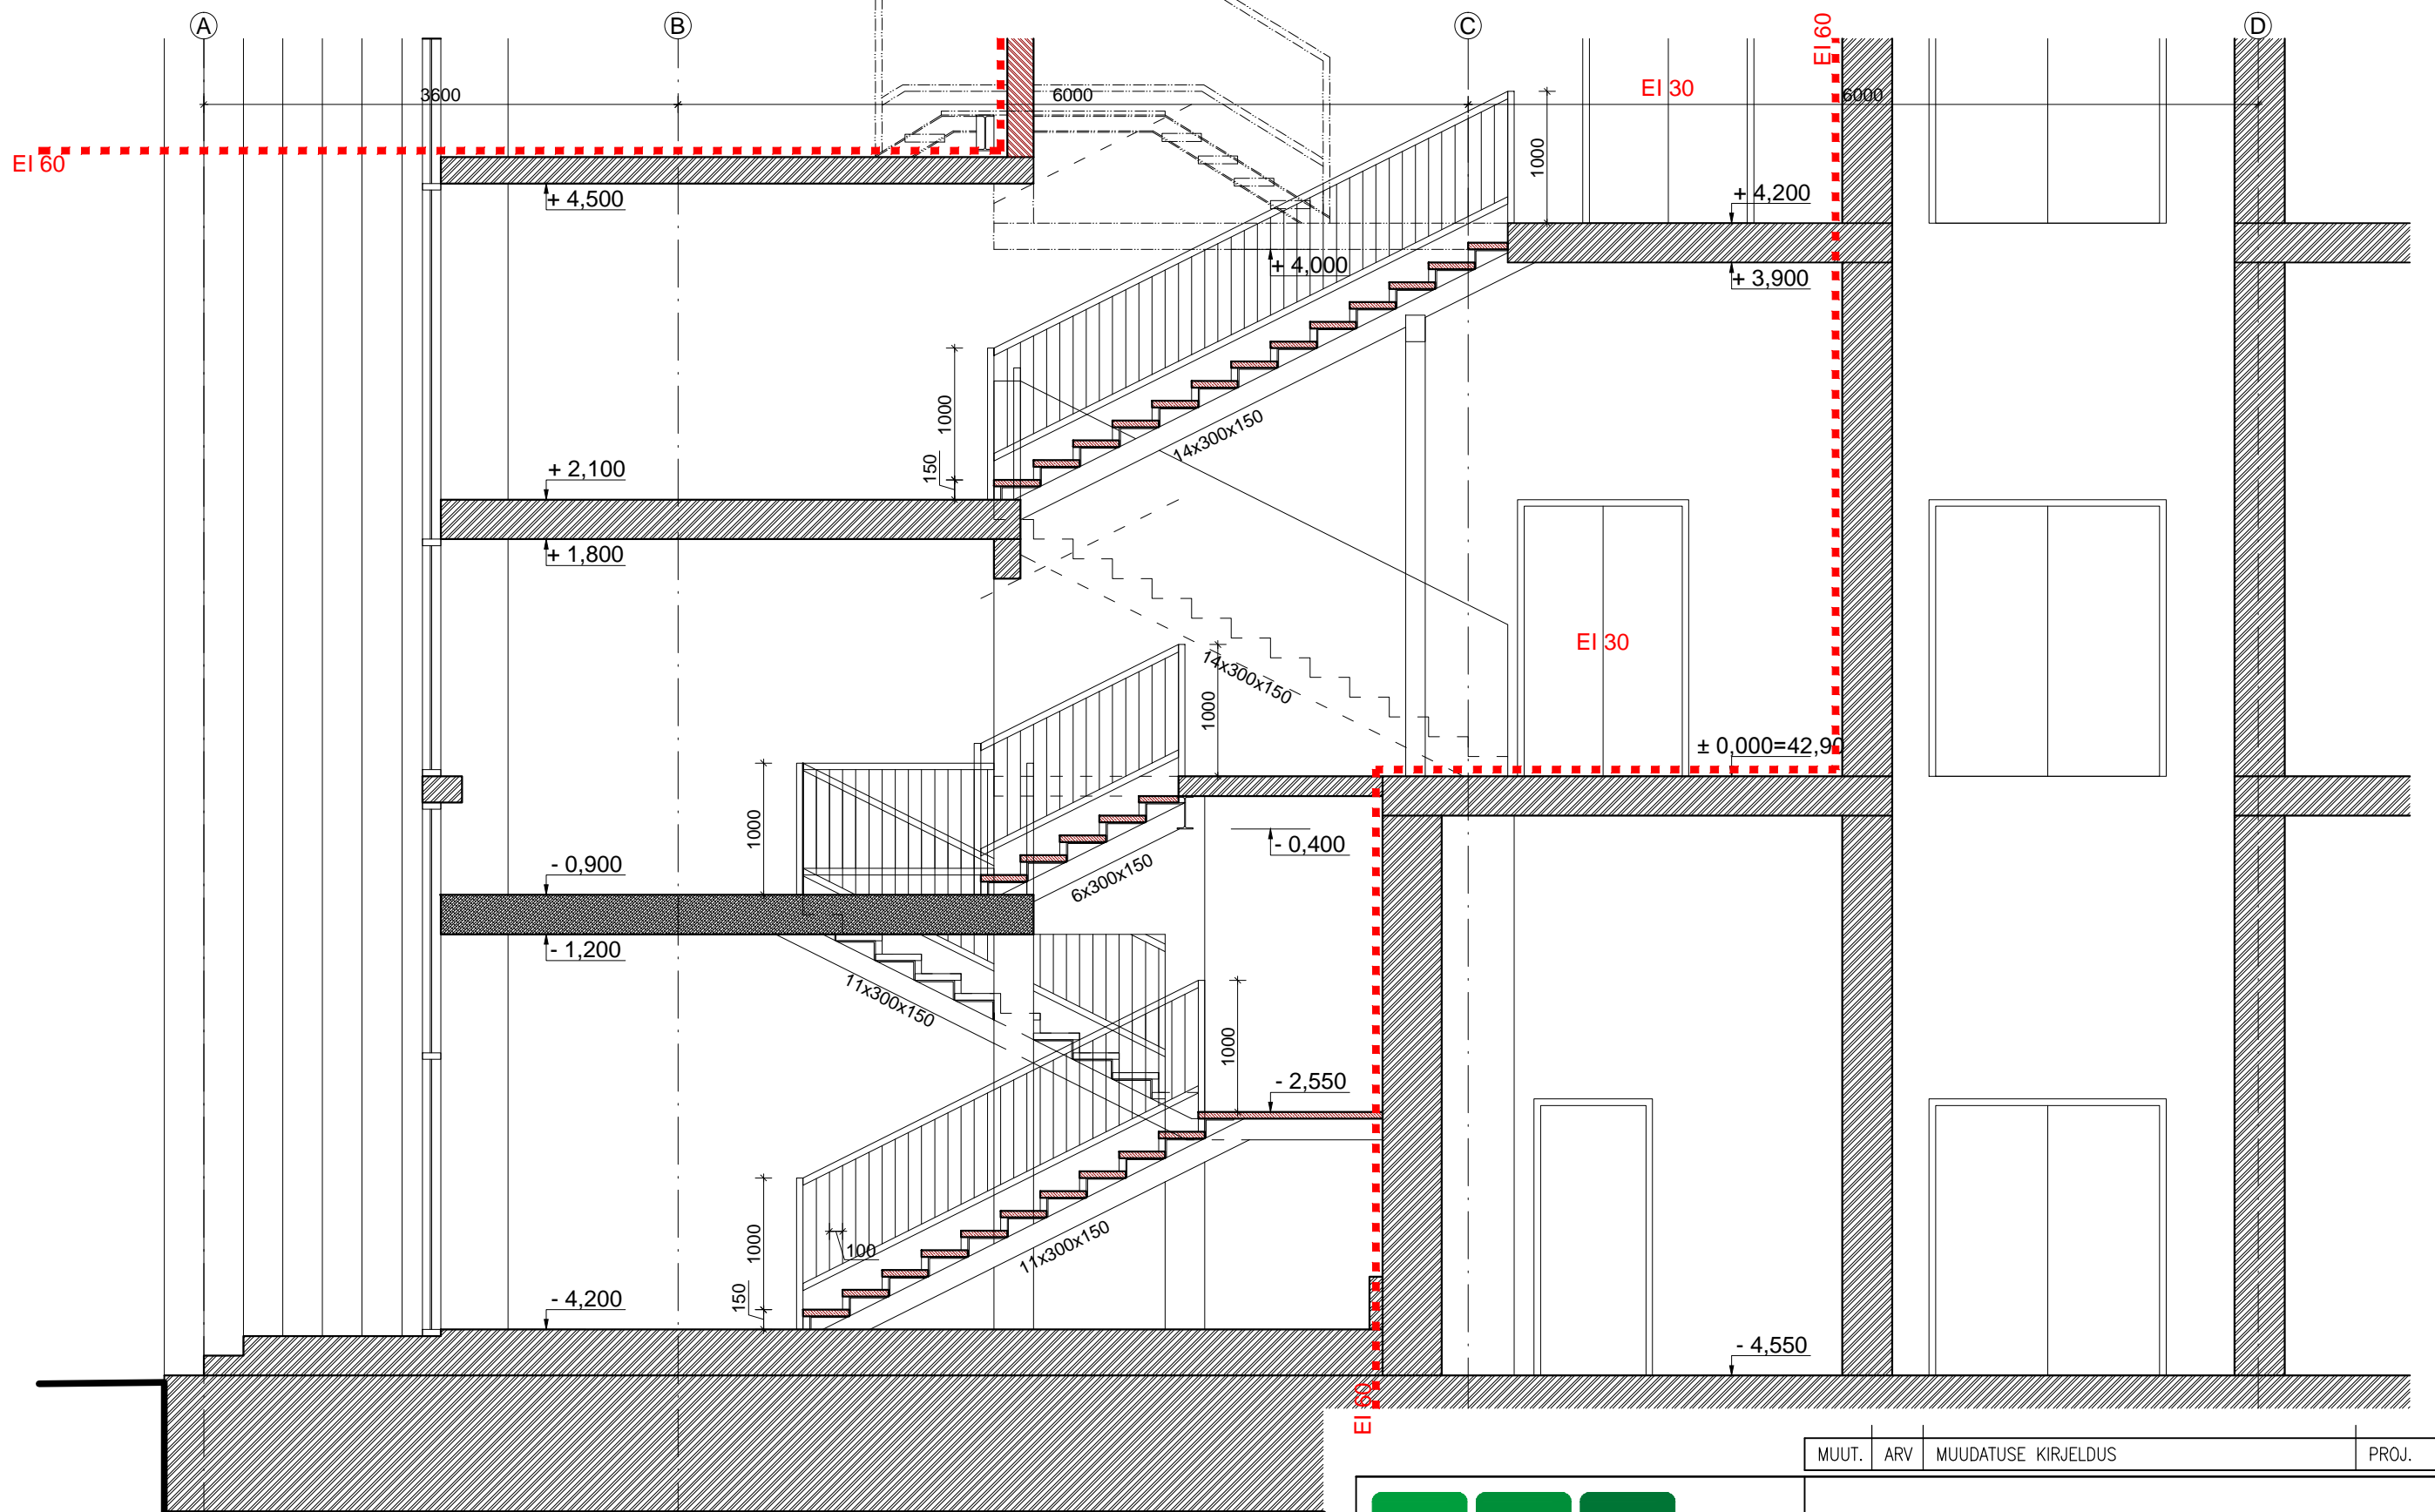 A
B
C
D
EI 60
3600
6000
EI 30
6000
1000
EI 60
+ 4,500
+ 4,200
+ 4,000
+ 3,900
1000
14x300x150
150
+ 2,100
+ 1,800
EI 30
14x300x150
1000
± 0,000=42,90
1000
- 0,400
- 0,900
6x300x150
- 1,200
11x300x150
1000
- 2,550
1000
100
11x300x150
150
- 4,200
- 4,550
EI 60
MUUT. ARV MUUDATUSE KIRJELDUS PROJ.